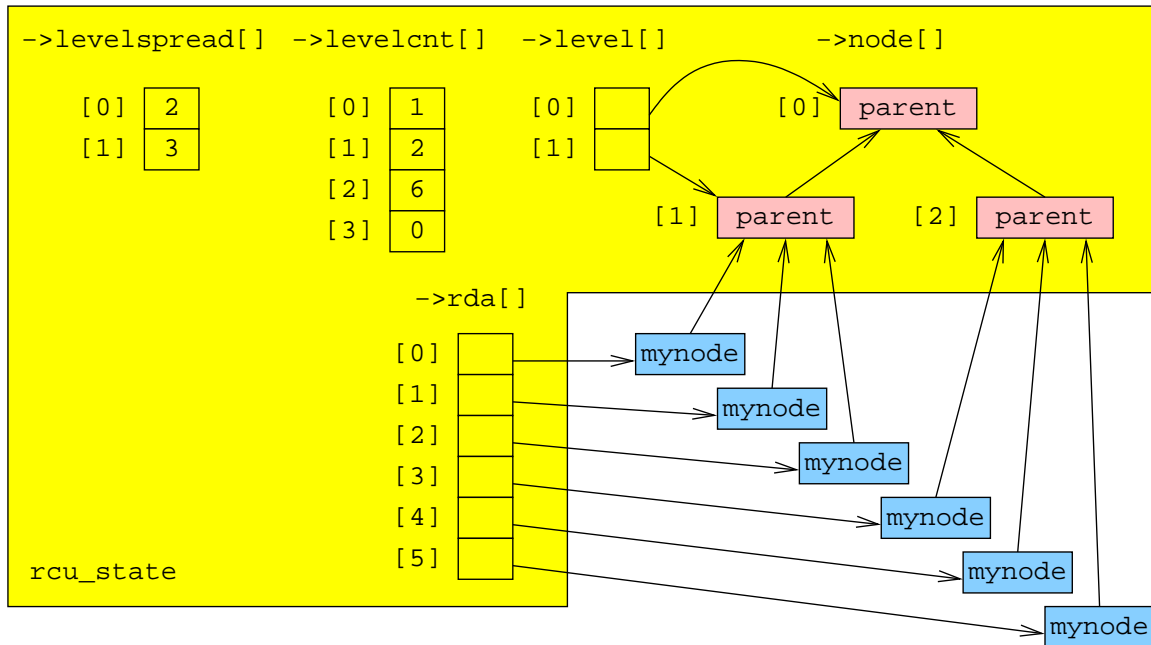 ->levelspread[] ->levelcnt[] ->level[] ->node[]
[0] 2 [0] 1 [0] [0] parent
[1] 3 [1] 2 [1]
[2] 6 [1] parent [2] parent
[3] 0
->rda[]
[0] mynode
[1] mynode
[2] mynode
[3] mynode
[4] mynode
[5] mynode
rcu_state